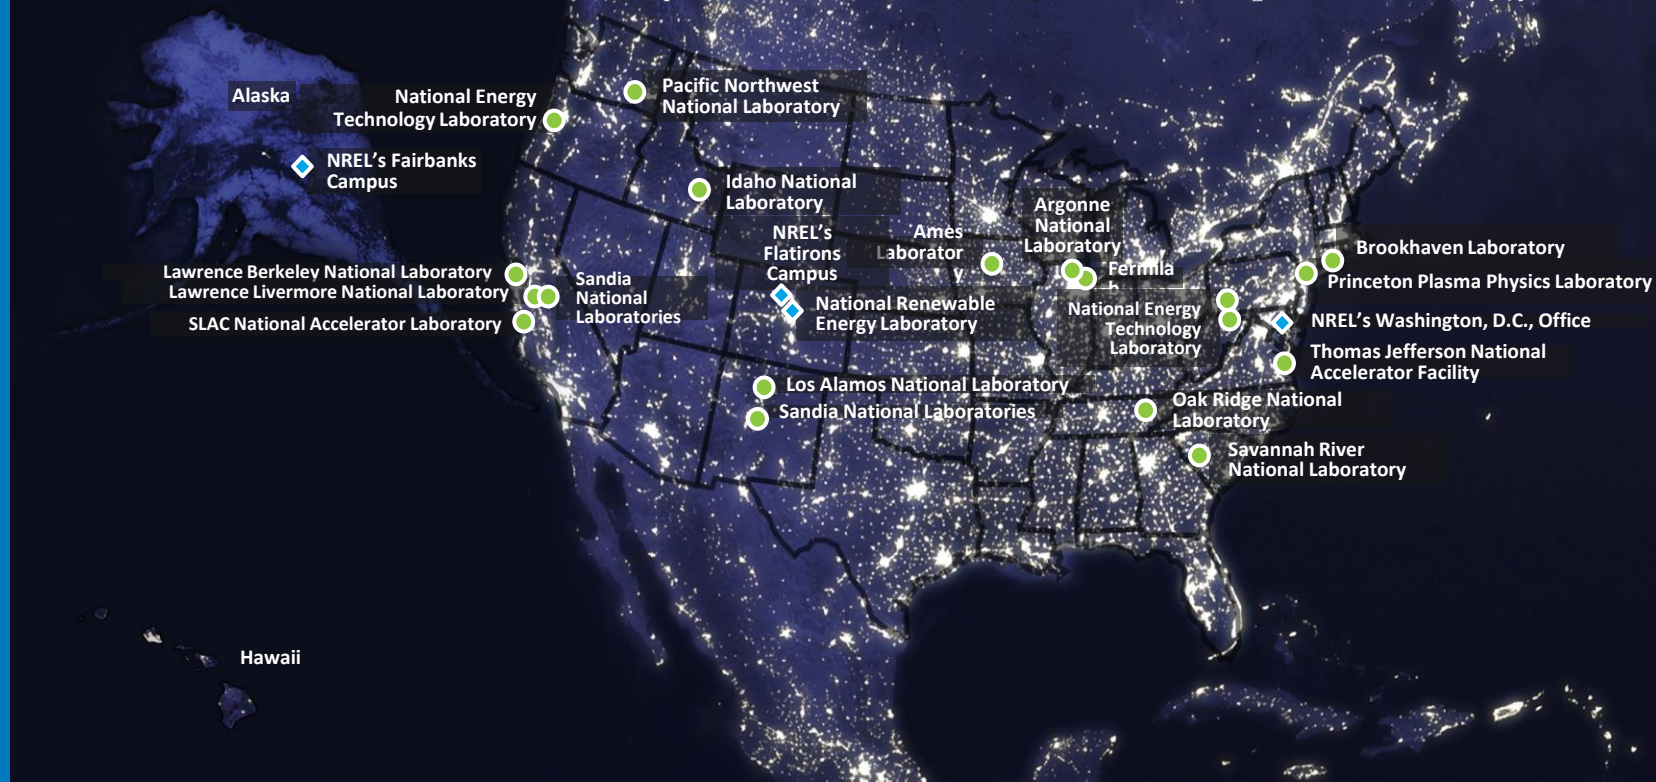 Alaska
National Energy
Technology Laboratory
Pacific Northwest
National Laboratory
NREL's Fairbanks
Campus
Idaho National
Laboratory
NREL's
Flatirons
Campus
Ames
Laborator
y
Argonne
National
Laboratory
Fermila
b
Brookhaven Laboratory
Princeton Plasma Physics Laboratory
Lawrence Berkeley National Laboratory
Lawrence Livermore National Laboratory
SLAC National Accelerator Laboratory
Sandia
National
Laboratories
National Renewable
Energy Laboratory
National Energy
Technology
Laboratory
NREL's Washington, D.C., Office
Thomas Jefferson National
Accelerator Facility
Los Alamos National Laboratory
Sandia National Laboratories
Oak Ridge National
Laboratory
Savannah River
National Laboratory
Hawaii